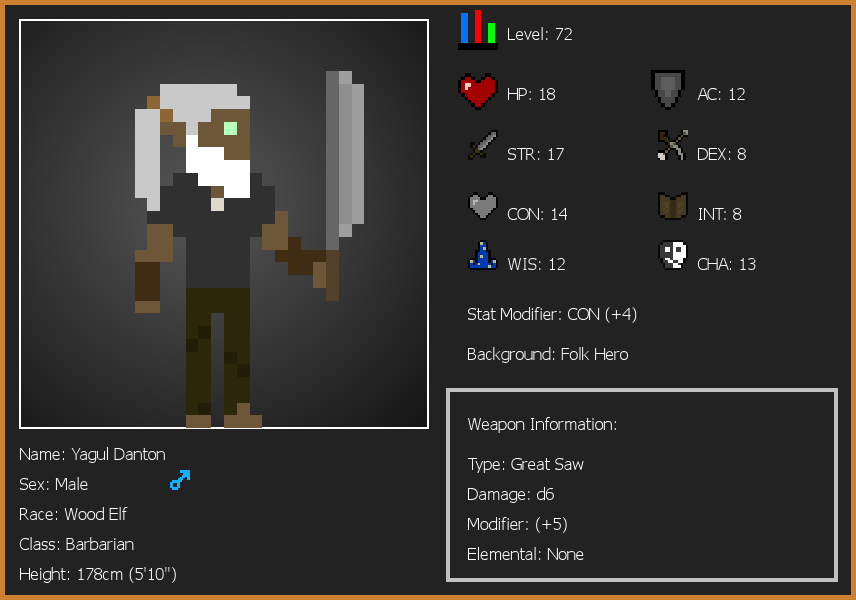 Level: 72
HP: 18
AC: 12
STR: 17
DEX: 8
CON: 14
INT: 8
WIS: 12
CHA: 13
Stat Modifier: CON (+4)
Background: Folk Hero
Weapon Information:
Type: Great Saw
Damage: d6
Modifier: (+5)
Elemental: None
Name: Yagul Danton
Sex: Male
Race: Wood Elf
Class: Barbarian
Height: 178cm (5'10")